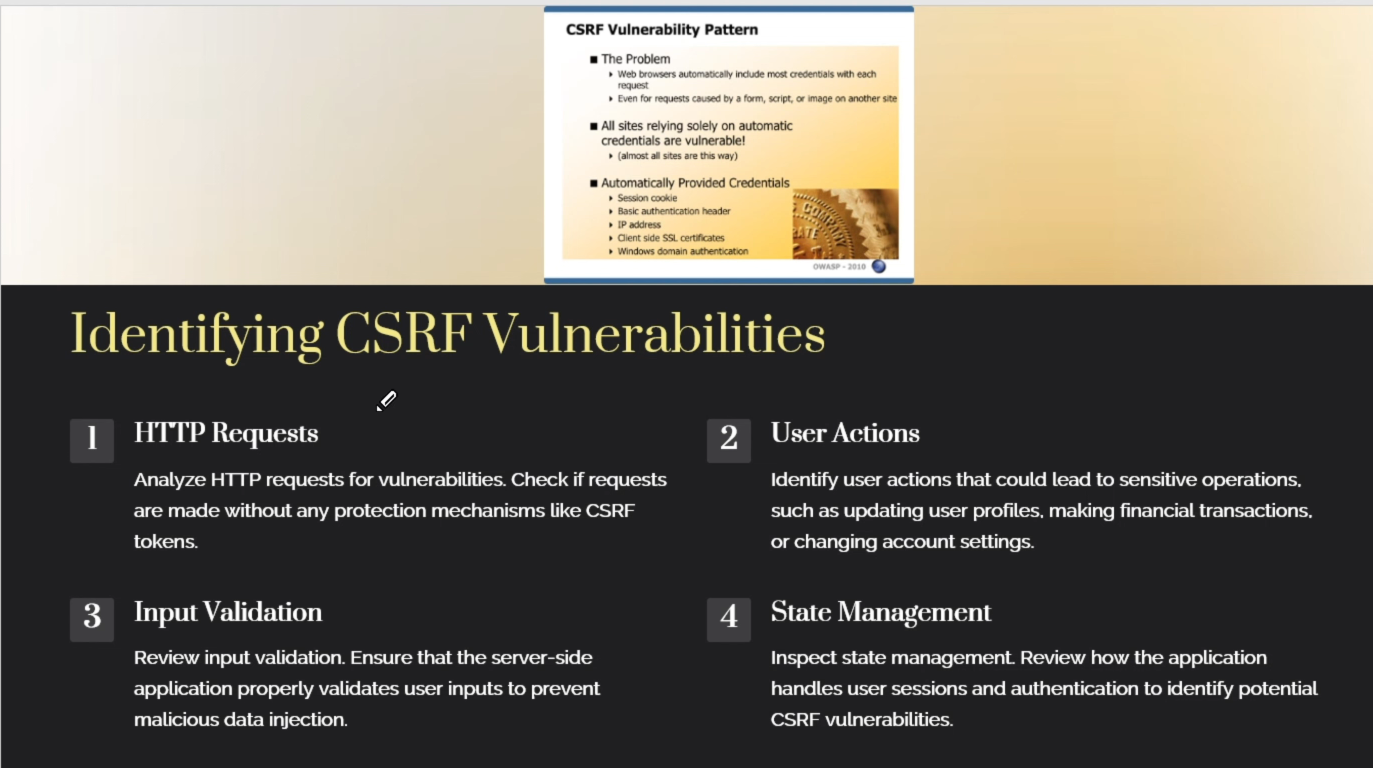 CSRF Vulnerability Pattern
The Problem
Web browsers automatically include most credentials with each
request
Even for requests caused by a form, script, or image on another site
All sites relying solely on automatic
credentials are vulnerable!
(almost all sites are this way)
Automatically Provided Credentials
Session cookie
Basic authentication header
IP address
Client side SSL certificates
Windows domain authentication
COMPANY
OWASP - 2010
Identifying CSRF Vulnerabilities
1
HTTP Requests
Analyze HTTP requests for vulnerabilities. Check if requests
are made without any protection mechanisms like CSRF
tokens.
2
User Actions
Identify user actions that could lead to sensitive operations,
such as updating user profiles, making financial transactions,
or changing account settings.
3
Input Validation
Review input validation. Ensure that the server-side
application properly validates user inputs to prevent
malicious data injection.
4
State Management
Inspect state management. Review how the application
handles user sessions and authentication to identify potential
CSRF vulnerabilities.